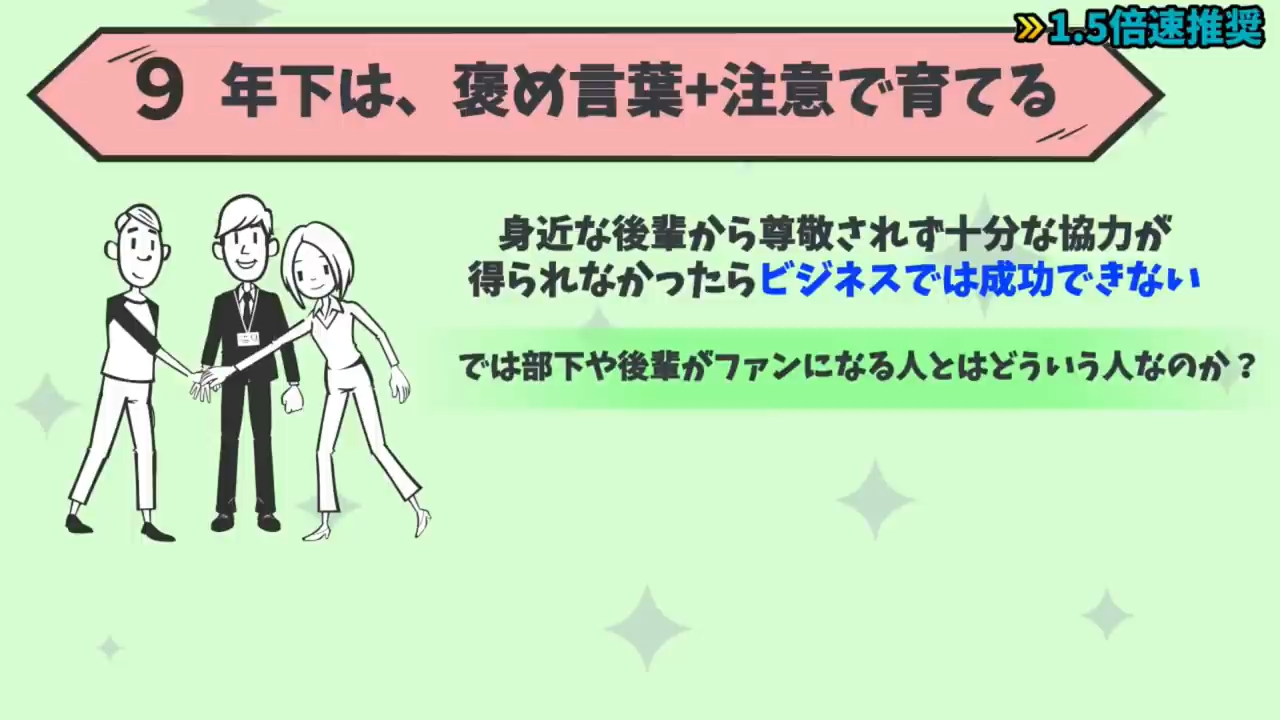 »1.5倍速推奨
9 年下は、褒め言葉+注意で育てる
身近な後輩から尊敬されず十分な協力が
得られなかったらビジネスでは成功できない
では部下や後輩がファンになる人とはどういう人なのか？